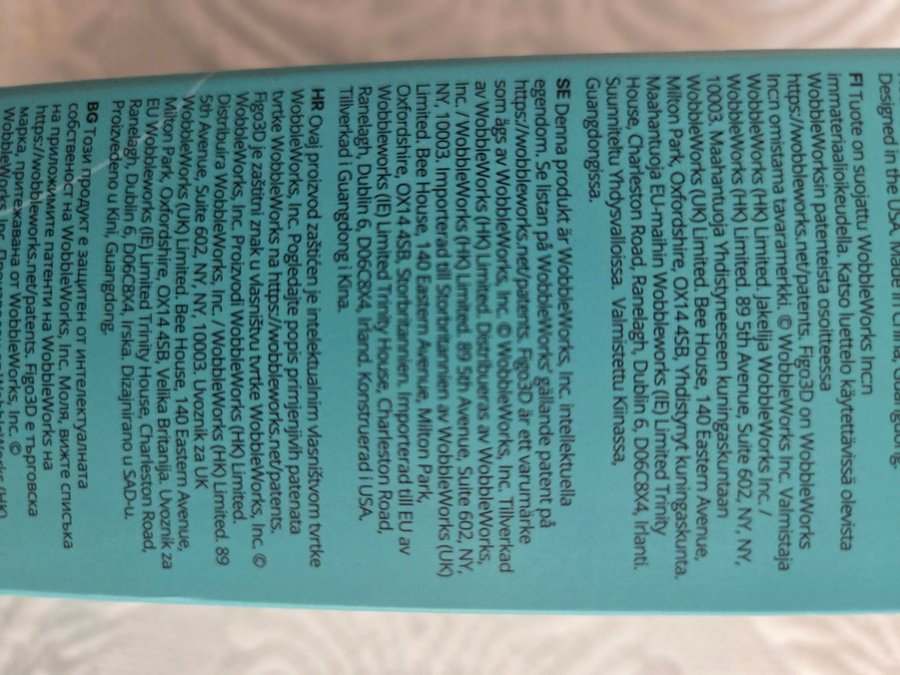 Designed in the USA, Made in China, Guangdong.
FI Tuote on suojattu WobbleWorks Inc:n
immateriaalioikeudella. Katso luettelo käytettävissä olevista
WobbleWorksin patenteista osoitteessa
https://wobbleworks.net/patents. Figo3D on WobbleWorks
Inc:n omistama tavaramerkki. © WobbleWorks Inc. Valmistaja
WobbleWorks (HK) Limited. Jakelija WobbleWorks Inc. /
WobbleWorks (HK) Limited. 89 5th Avenue, Suite 602, NY, NY,
10003. Maahantuoja Yhdistyneeseen kuningaskuntaan
WobbleWorks (UK) Limited. Bee House, 140 Eastern Avenue,
Milton Park, Oxfordshire, OX14 4SB, Yhdistynyt kuningaskunta.
Maahantuoja EU-maihin Wobbleworks (IE) Limited Trinity
House, Charleston Road, Ranelagh, Dublin 6, D06C8X4, Irlanti.
Suunniteltu Yhdysvalloissa. Valmistettu Kiinassa,
Guangdongissa.
SE Denna produkt är WobbleWorks, Inc. intellektuella
egendom. Se listan på WobbleWorks' gällande patent på
https://wobbleworks.net/patents. Figo3D är ett varumärke
som ägs av WobbleWorks, Inc. © WobbleWorks, Inc. Tillverkad
av WobbleWorks (HK) Limited. Distribueras av WobbleWorks,
Inc. / WobbleWorks (HK) Limited. 89 5th Avenue, Suite 602, NY,
NY, 10003. Importerad till Storbritannien av WobbleWorks (UK)
Limited. Bee House, 140 Eastern Avenue, Milton Park,
Oxfordshire, OX14 4SB, Storbritannien. Importerad till EU av
Wobbleworks (IE) Limited Trinity House, Charleston Road,
Ranelagh, Dublin 6, D06C8X4, Irland. Konstruerad i USA.
Tillverkad i Guangdong i Kina.
HR Ovaj proizvod zaštićen je intelektualnim vlasništvom tvrtke
WobbleWorks, Inc. Pogledajte popis primjenjivih patenata
tvrtke WobbleWorks na https://wobbleworks.net/patents.
Figo3D je zaštitni znak u vlasništvu tvrtke WobbleWorks, Inc. ©
WobbleWorks, Inc. Proizvodi WobbleWorks (HK) Limited.
Distribuira WobbleWorks, Inc. / WobbleWorks (HK) Limited. 89
5th Avenue, Suite 602, NY, NY, 10003. Uvoznik za UK
WobbleWorks (UK) Limited. Bee House, 140 Eastern Avenue,
Milton Park, Oxfordshire, OX14 4SB, Velika Britanija. Uvoznik za
EU Wobbleworks (IE) Limited Trinity House, Charleston Road,
Ranelagh, Dublin 6, D06C8X4, Irska. Dizajnirano u SAD-u.
Proizvedeno u Kini, Guangdong.
BG Този продукт е защитен от интелектуалната
собственост на WobbleWorks, Inc. Моля, вижте списъка
на приложимите патенти на WobbleWorks на
https://wobbleworks.net/patents. Figo3D е търговска
марка, притежавана от WobbleWorks, Inc. ©
WobbleWorks